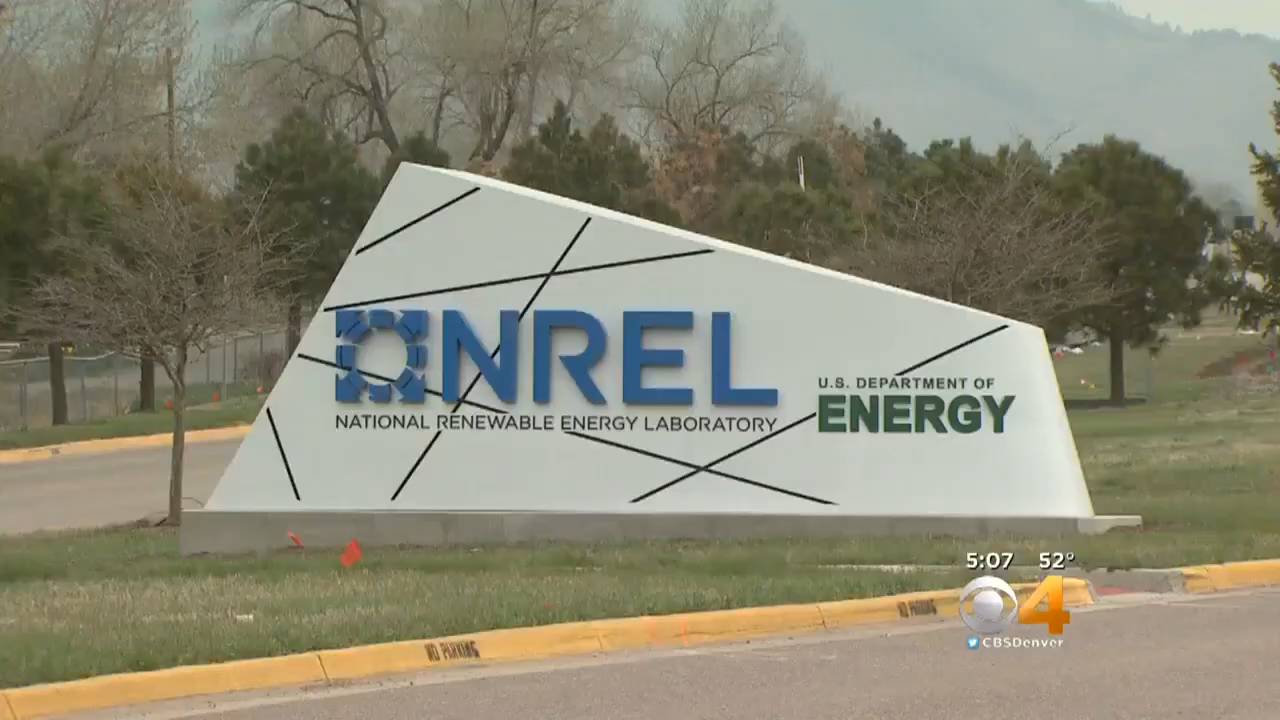 NREL
NATIONAL RENEWABLE ENERGY LABORATORY
U.S. DEPARTMENT OF
ENERGY
5:07 52°
4
CBSDenver
NO PARKING
NO PARKING